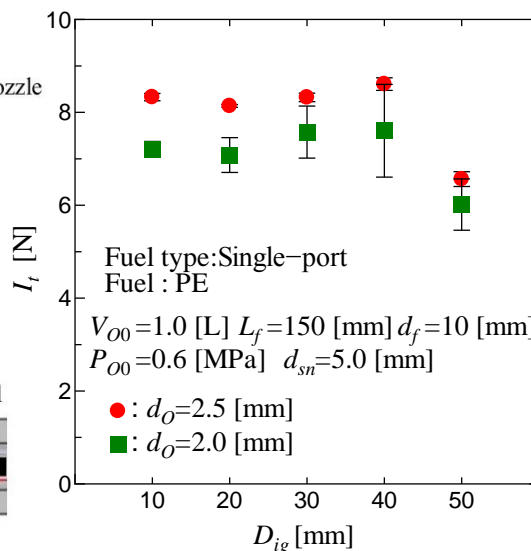 ozzle
10
8
6
4
2
0
I_t [N]
Fuel type:Single−port
Fuel : PE
V_O0=1.0 [L] L_f=150 [mm] d_f=10 [mm]
P_O0=0.6 [MPa] d_sn=5.0 [mm]
: d_O=2.5 [mm]
: d_O=2.0 [mm]
10 20 30 40 50
D_ig [mm]